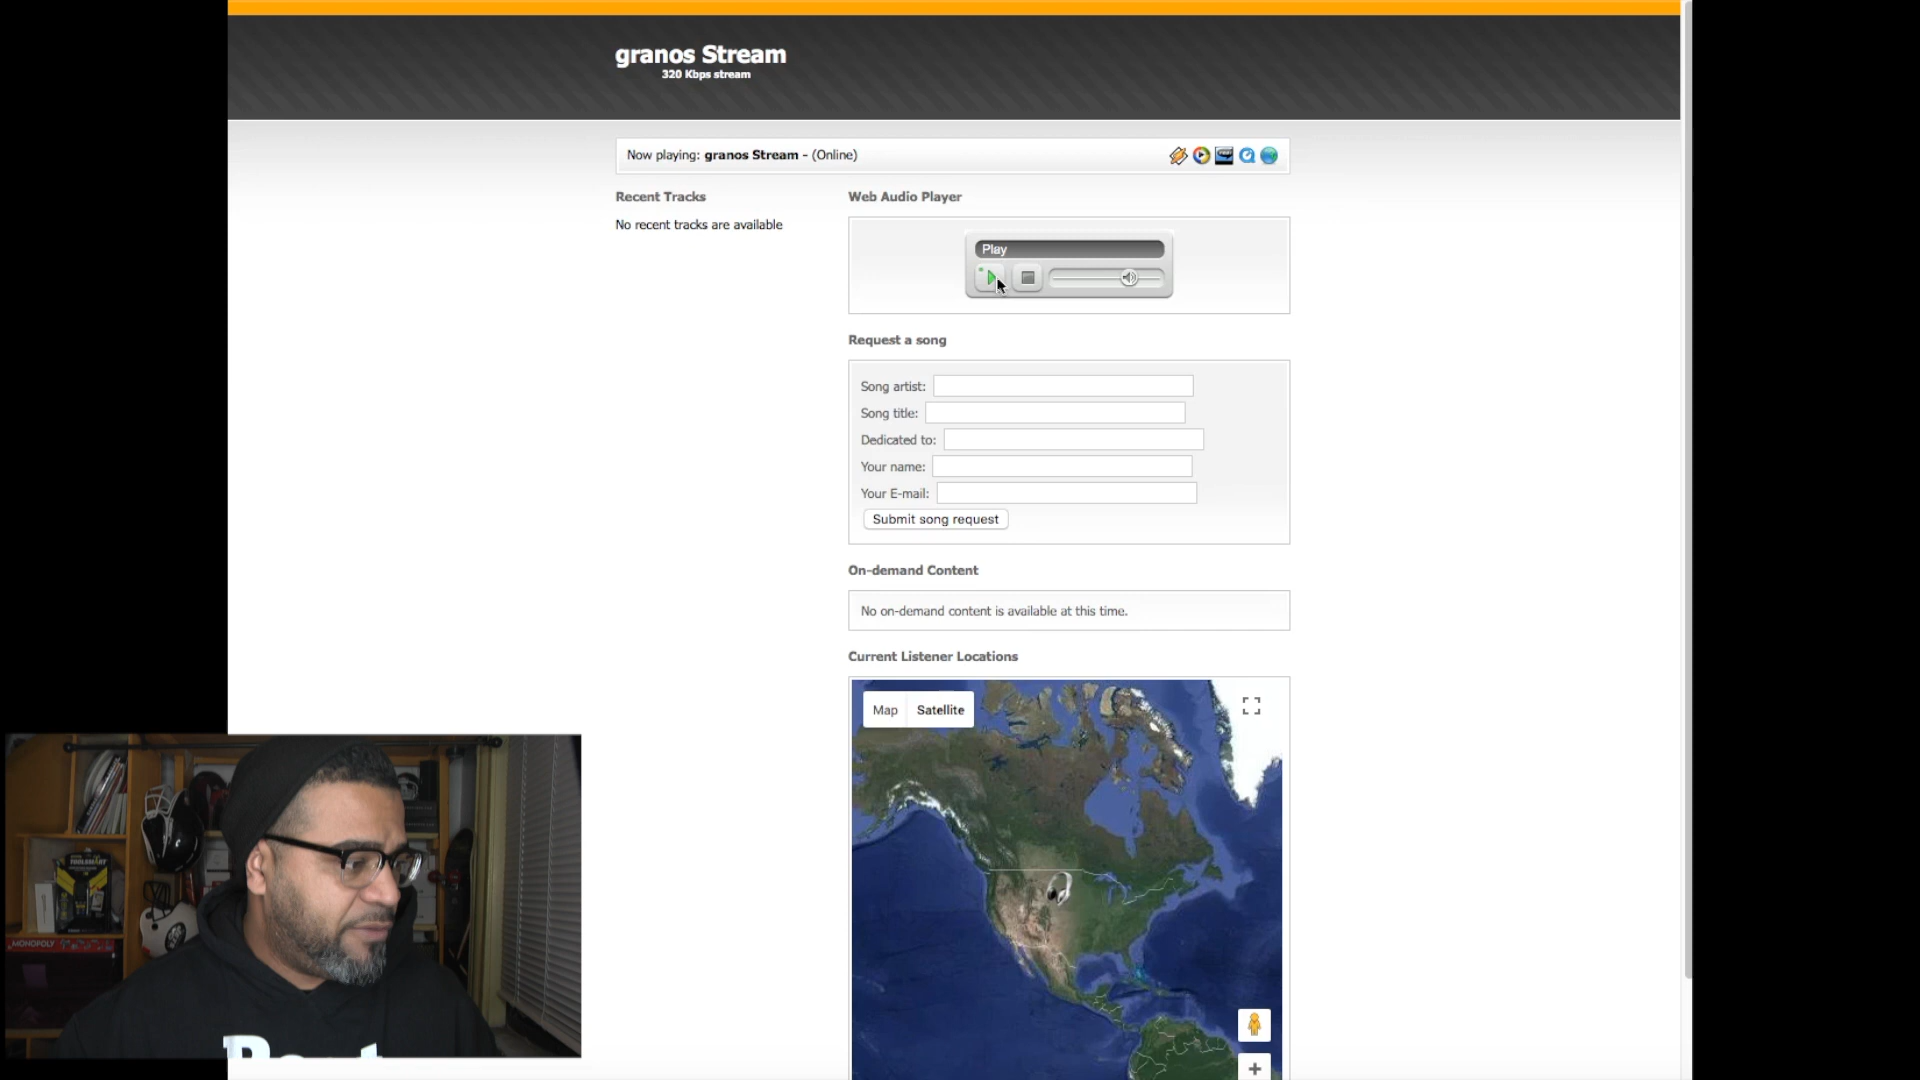 granos Stream
320 Kbps stream
Now playing: granos Stream - (Online)
Recent Tracks
No recent tracks are available
Web Audio Player
Play
Request a song
Song artist:
Song title:
Dedicated to:
Your name:
Your E-mail:
Submit song request
On-demand Content
No on-demand content is available at this time.
Current Listener Locations
Map
Satellite
MONOPOLY